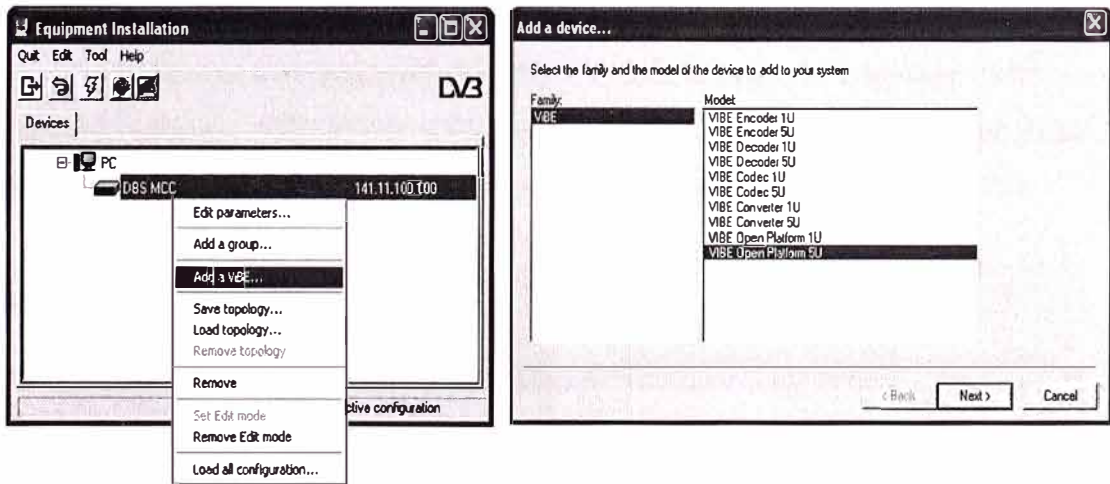 Equipment Installation
Quit Edit Tool Help
DVB
Devices
PC
DBS MCC 141.11.100.100
Edit parameters...
Add a group...
Add a ViBE...
Save topology...
Load topology...
Remove topology
Remove
Set Edit mode
Remove Edit mode
Load all configuration...
configuration
Add a device...
Select the family and the model of the device to add to your system
Family:
ViBE
Model:
VIBE Encoder 1U
VIBE Encoder 5U
VIBE Decoder 1U
VIBE Decoder 5U
VIBE Codec 1U
VIBE Codec 5U
VIBE Converter 1U
VIBE Converter 5U
VIBE Open Platform 1U
VIBE Open Platform 5U
< Back Next > Cancel